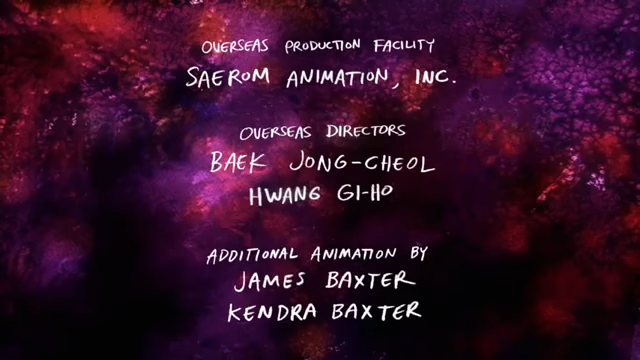 OVERSEAS PRODUCTION FACILITY
SAEROM ANIMATION, INC.
OVERSEAS DIRECTORS
BAEK JONG-CHEOL
HWANG GI-HO
ADDITIONAL ANIMATION BY
JAMES BAXTER
KENDRA BAXTER